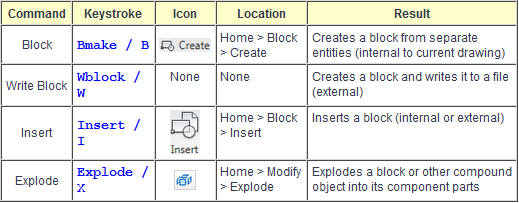 Command Keystroke Icon Location Result
Block Bmake / B Create Home > Block
> Create Creates a block from separate
entities (internal to current drawing)
Write Block Wblock /
W None None Creates a block and writes it to a file
(external)
Insert Insert /
I Insert Home > Block
> Insert Inserts a block (internal or external)
Explode Explode /
X Home > Modify
> Explode Explodes a block or other compound
object into its component parts